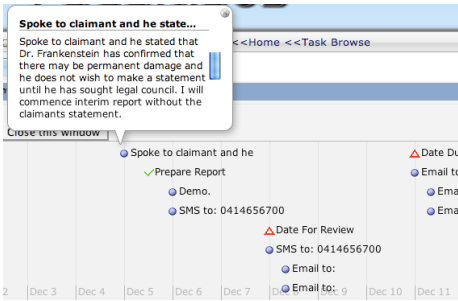 Spoke to claimant and he state...
Spoke to claimant and he stated that
Dr. Frankenstein has confirmed that
there may be permanent damage and
he does not wish to make a statement
until he has sought legal council. I will
commence interim report without the
claimants statement.
<<Home <<Task Browse
Close this window
Spoke to claimant and he
Date Du
Prepare Report
Email to
Demo.
Ema
SMS to: 0414656700
Ema
Date For Review
SMS to: 0414656700
Email to:
Email to:
2 Dec 3 Dec 4 Dec 5 Dec 6 Dec 7 Dec 8 Dec 9 Dec 10 Dec 11